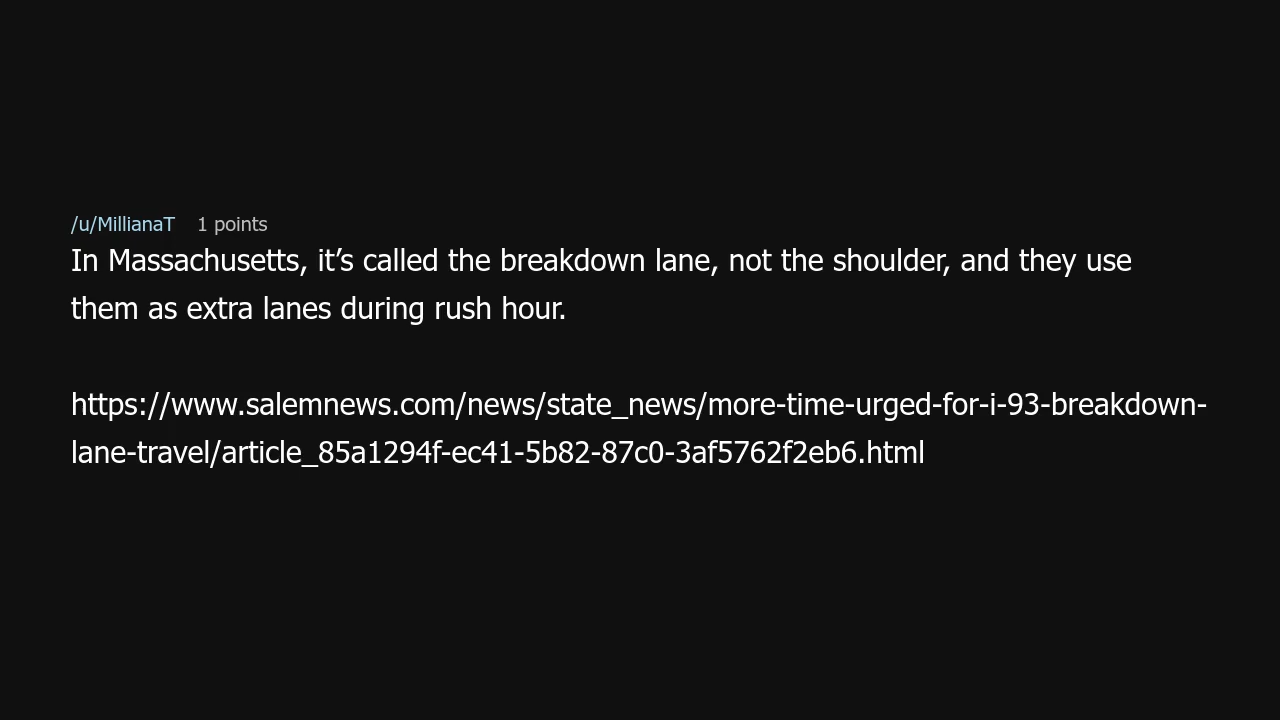 /u/MillianaT 1 points
In Massachusetts, it’s called the breakdown lane, not the shoulder, and they use
them as extra lanes during rush hour.
https://www.salemnews.com/news/state_news/more-time-urged-for-i-93-breakdown-
lane-travel/article_85a1294f-ec41-5b82-87c0-3af5762f2eb6.html